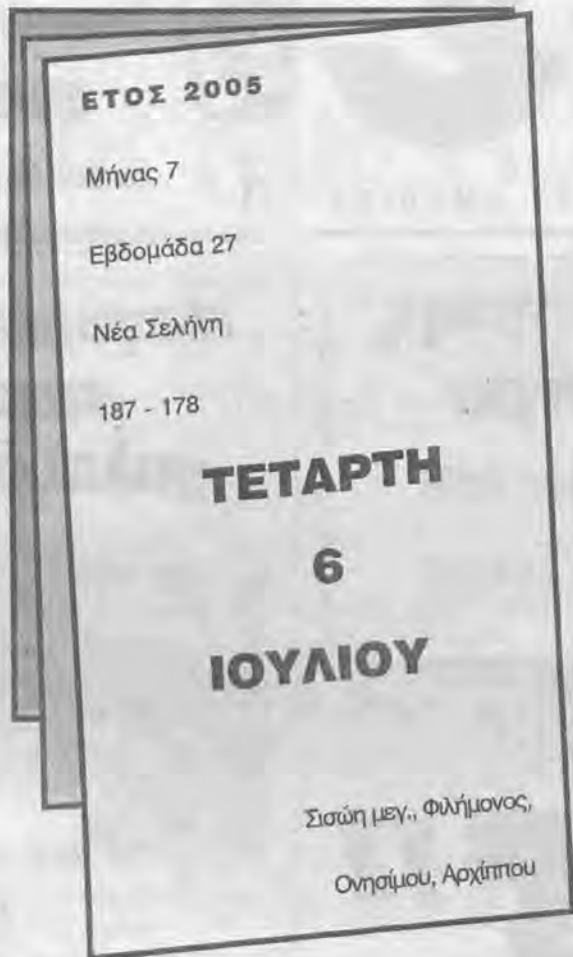 ΕΤΟΣ 2005
Μήνας 7
Εβδομάδα 27
Νέα Σελήνη
187 - 178
ΤΕΤΑΡΤΗ
6
ΙΟΥΛΙΟΥ
Σισώη μεγ., Φιλήμονος,
Ονησίμου, Αρχίππου